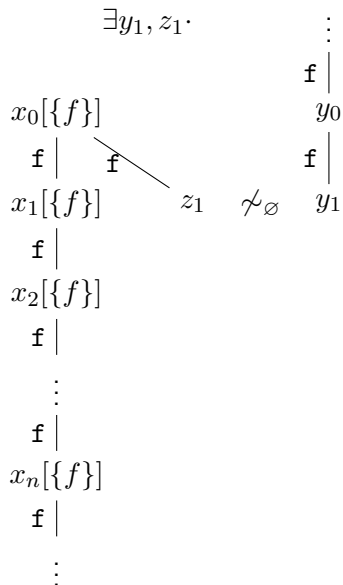 ∃y₁, z₁· ⋮
f
x₀[{f}] y₀
f f f
x₁[{f}] z₁ ≁_∅ y₁
f
x₂[{f}]
f
⋮
f
xₙ[{f}]
f
⋮